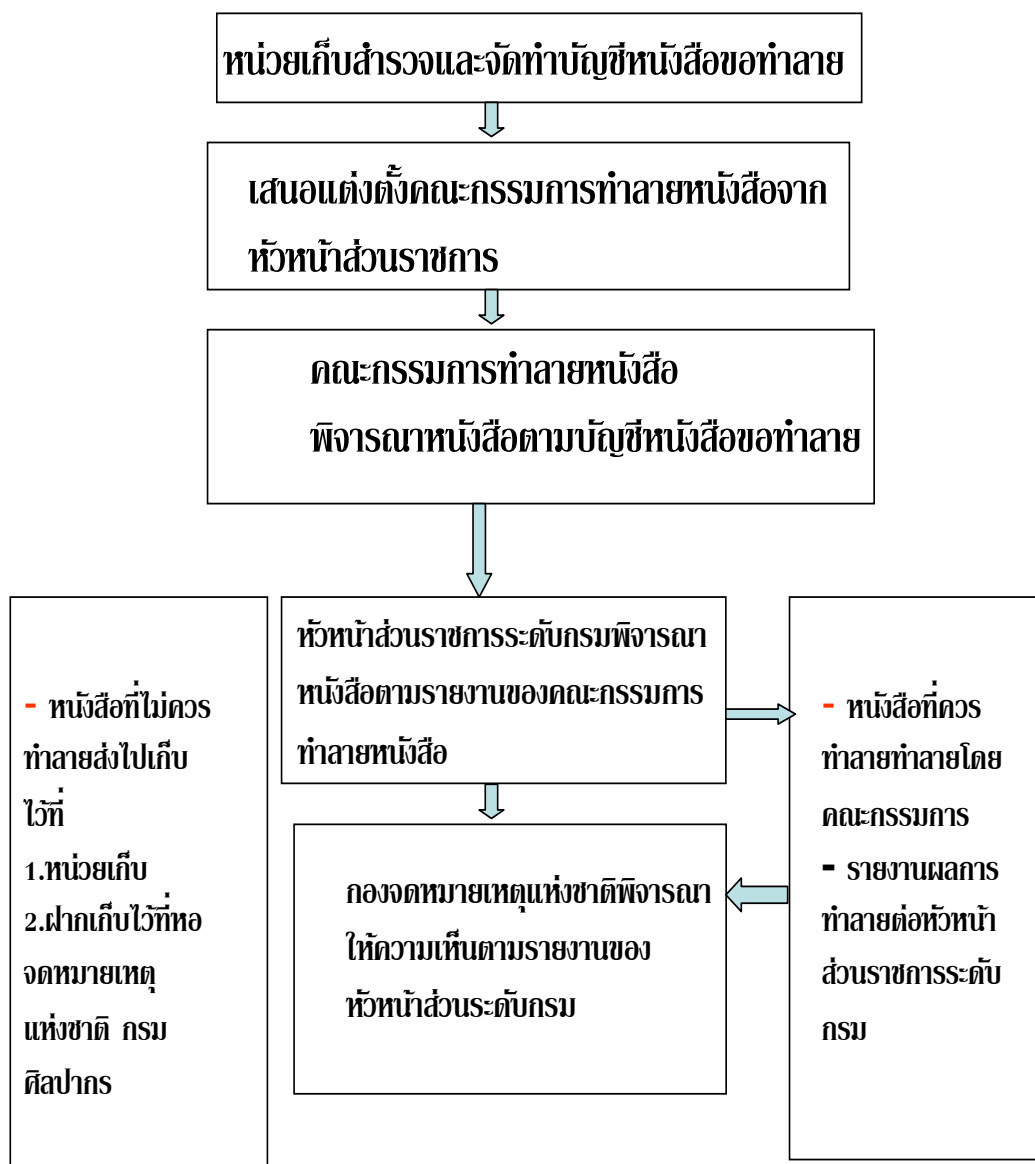 หน่วยเก็บสำรวจและจัดทำบัญชีหนังสือขอทำลาย
เสนอแต่งตั้งคณะกรรมการทำลายหนังสือจาก
หัวหน้าส่วนราชการ
คณะกรรมการทำลายหนังสือ
พิจารณาหนังสือตามบัญชีหนังสือขอทำลาย
- หนังสือที่ไม่ควร
ทำลายส่งไปเก็บ
ไว้ที่
1.หน่วยเก็บ
2.ฝากเก็บไว้ที่หอ
จดหมายเหตุ
แห่งชาติ กรม
ศิลปากร
หัวหน้าส่วนราชการระดับกรมพิจารณา
หนังสือตามรายงานของคณะกรรมการ
ทำลายหนังสือ
กองจดหมายเหตุแห่งชาติพิจารณา
ให้ความเห็นตามรายงานของ
หัวหน้าส่วนระดับกรม
- หนังสือที่ควร
ทำลายทำลายโดย
คณะกรรมการ
- รายงานผลการ
ทำลายต่อหัวหน้า
ส่วนราชการระดับ
กรม